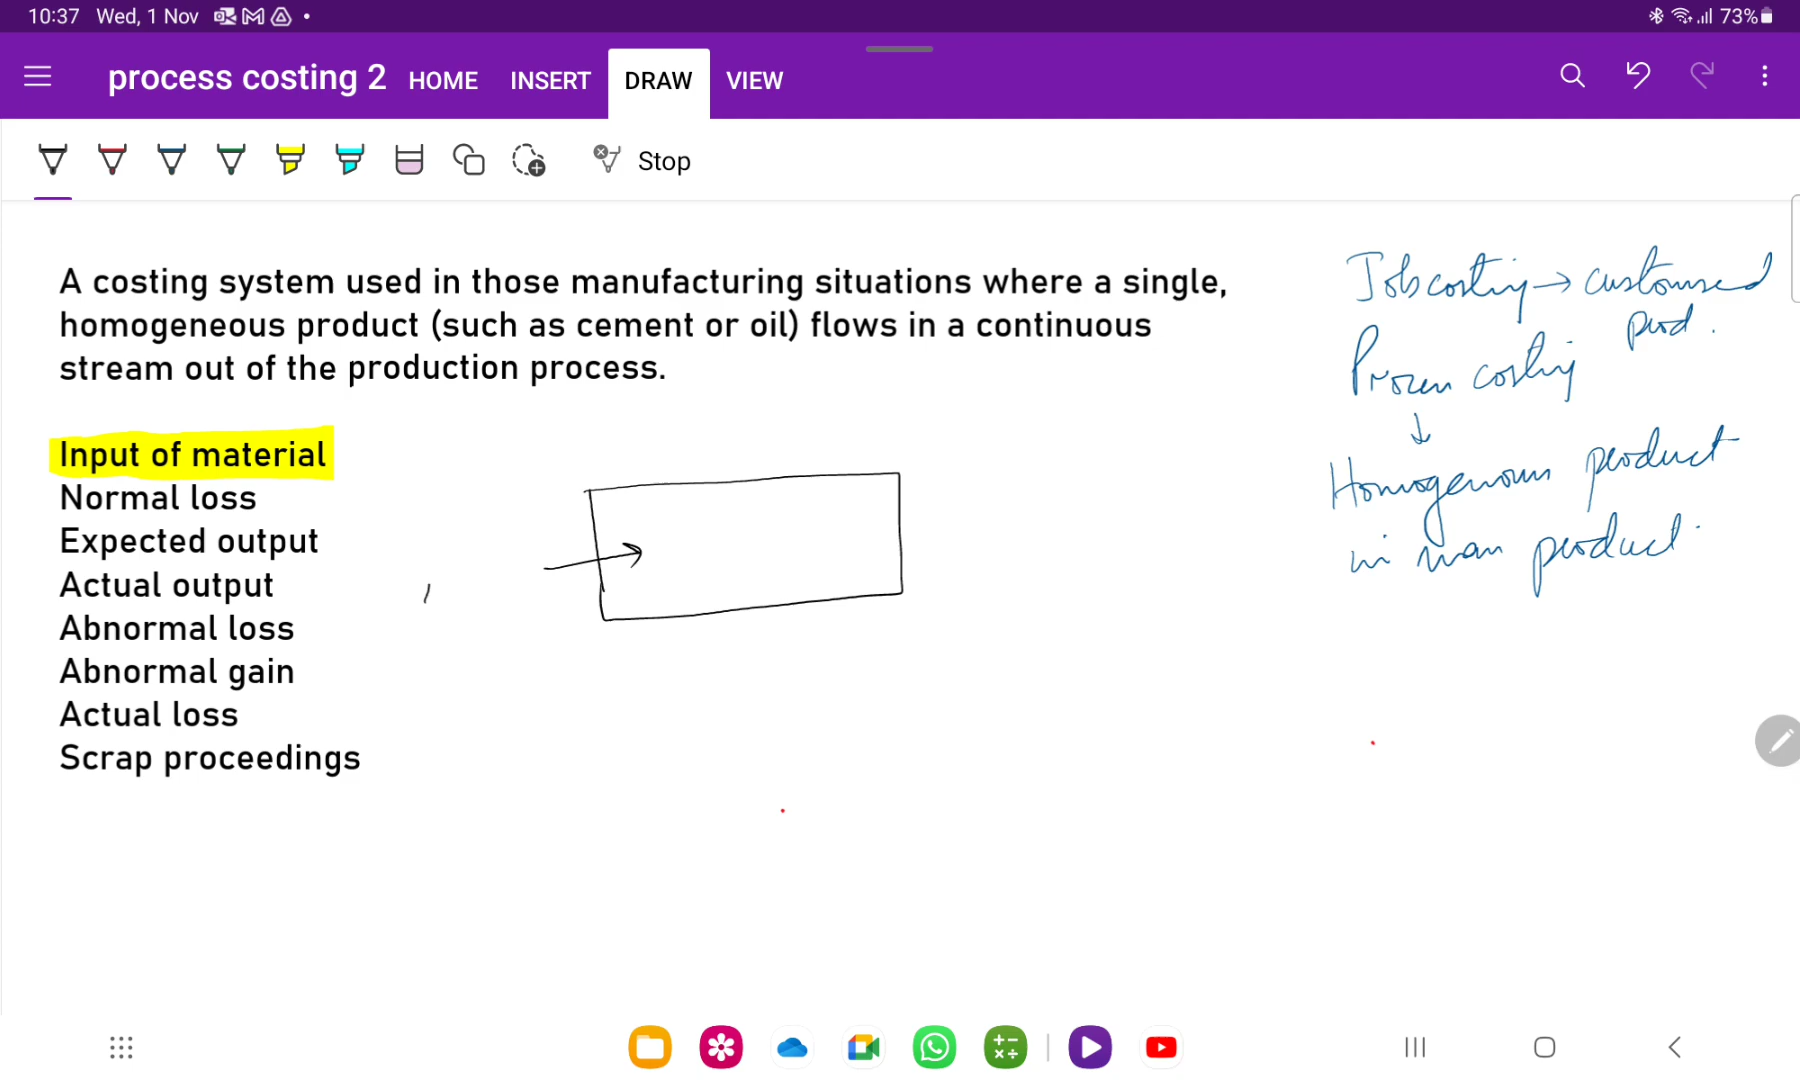 10:37 Wed, 1 Nov
73%
process costing 2 HOME INSERT DRAW VIEW
Stop
A costing system used in those manufacturing situations where a single,
homogeneous product (such as cement or oil) flows in a continuous
stream out of the production process.
Input of material
Normal loss
Expected output
Actual output
Abnormal loss
Abnormal gain
Actual loss
Scrap proceedings
Job costing → customised
prod.
Process costing
↓
Homogenous product
in man product